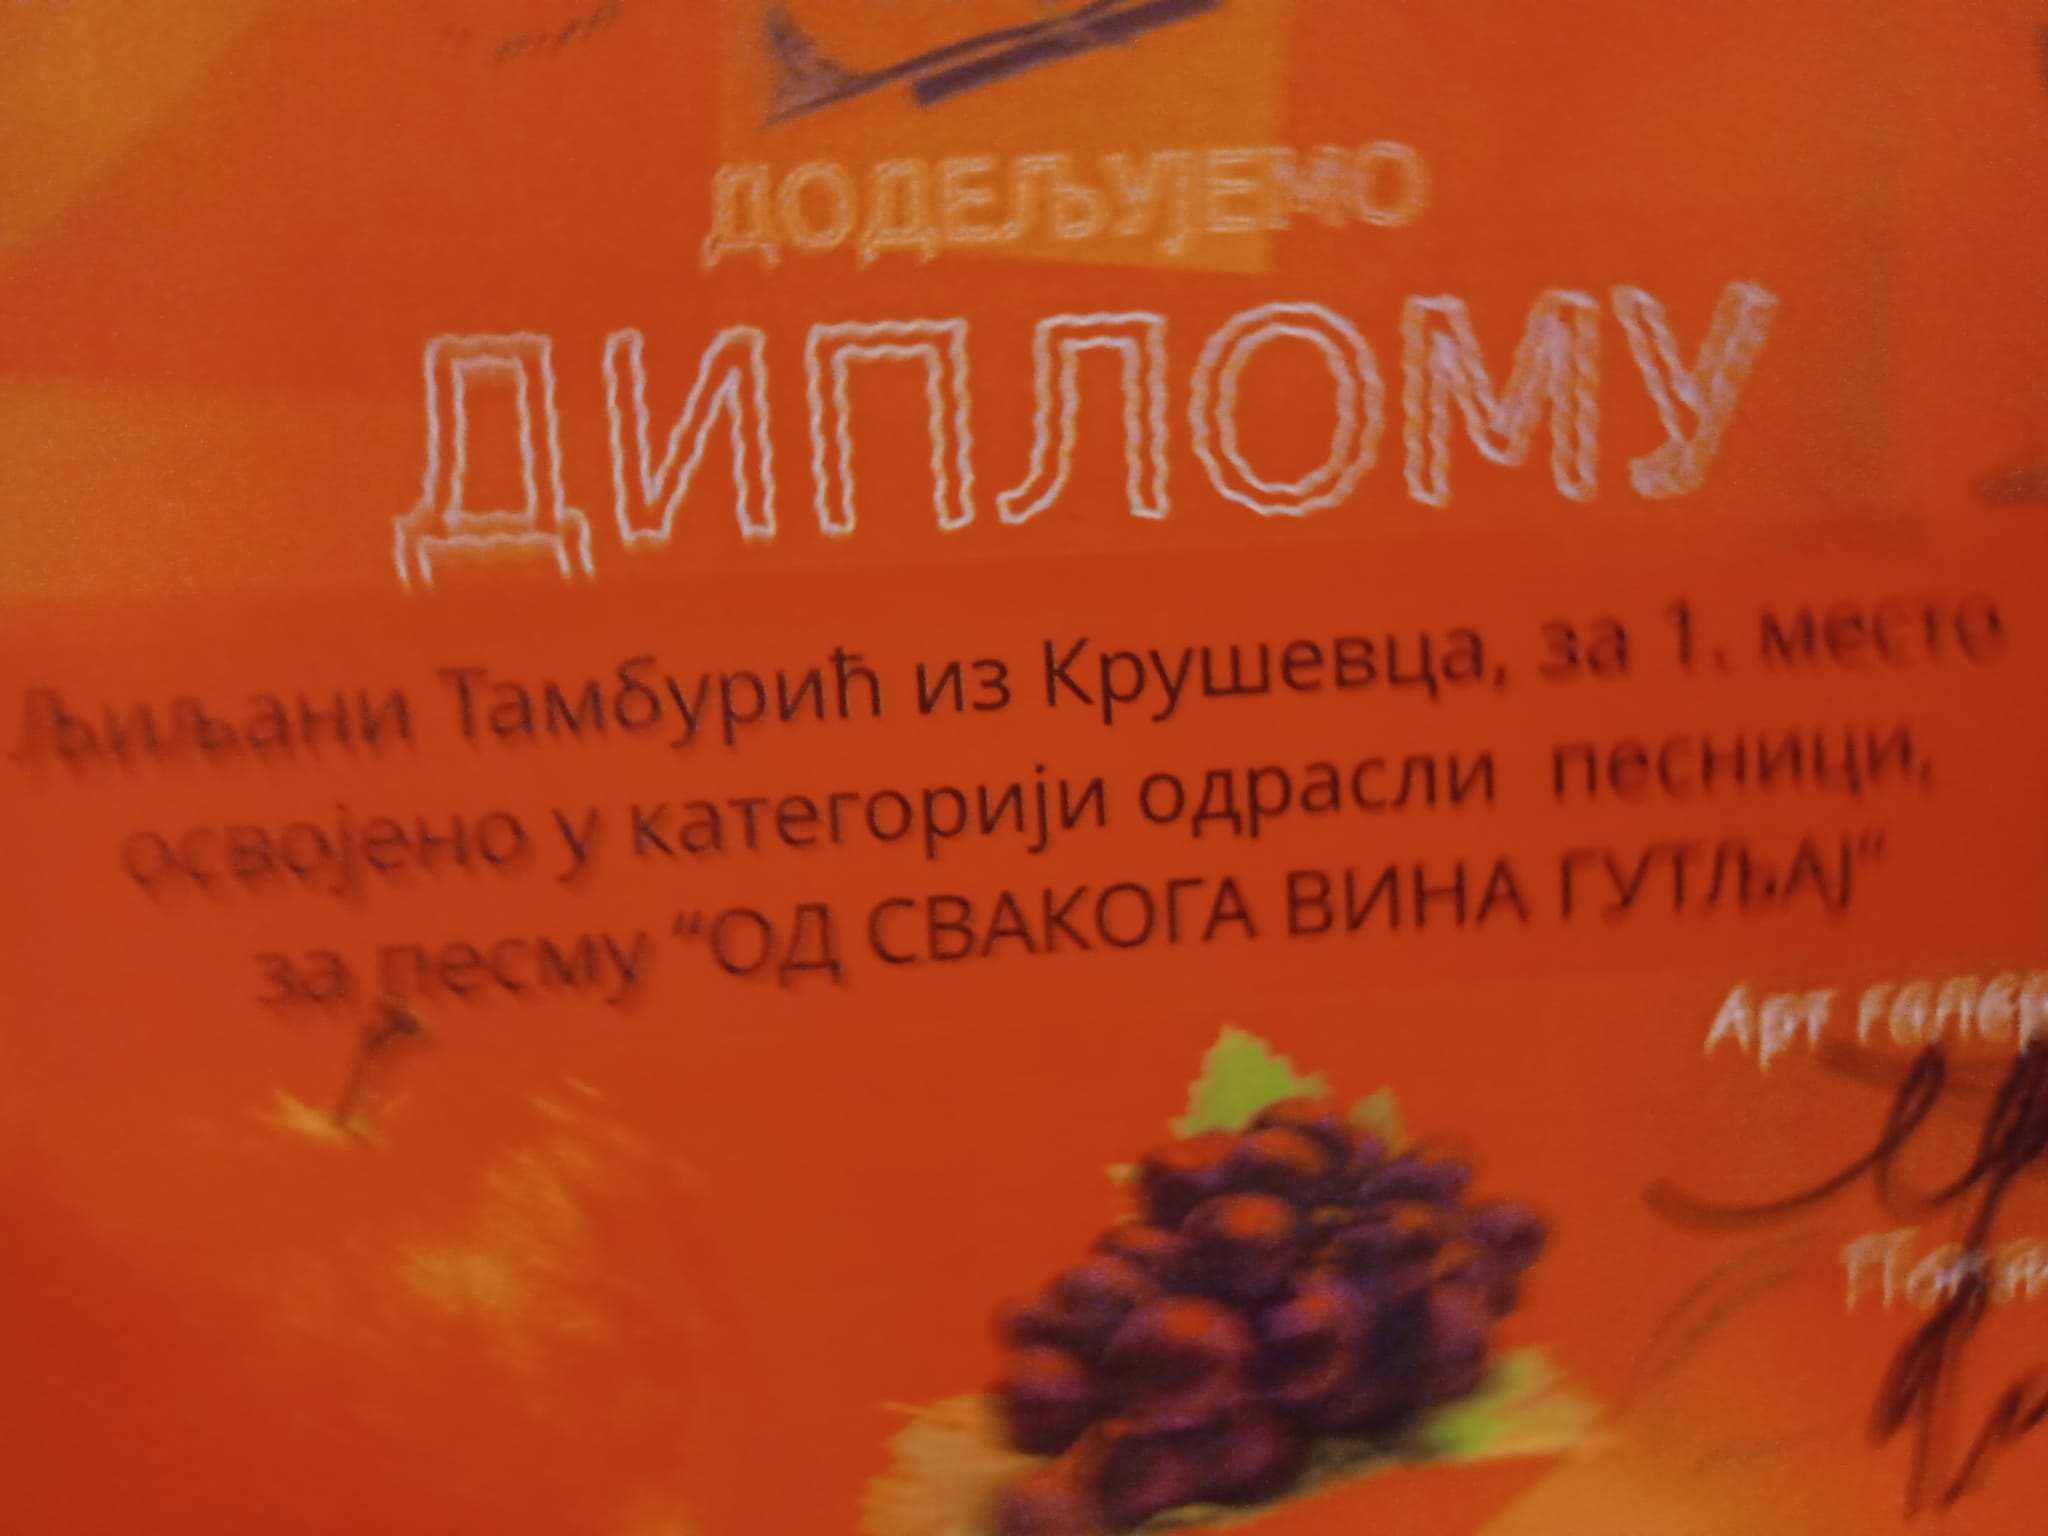 ДОДЕЉУЈЕМО
ДИПЛОМУ
Љиљани Тамбурић из Крушевца, за 1. место
освојено у категорији одрасли песници,
за песму “ОД СВАКОГА ВИНА ГУТЉАЈ“
Арт